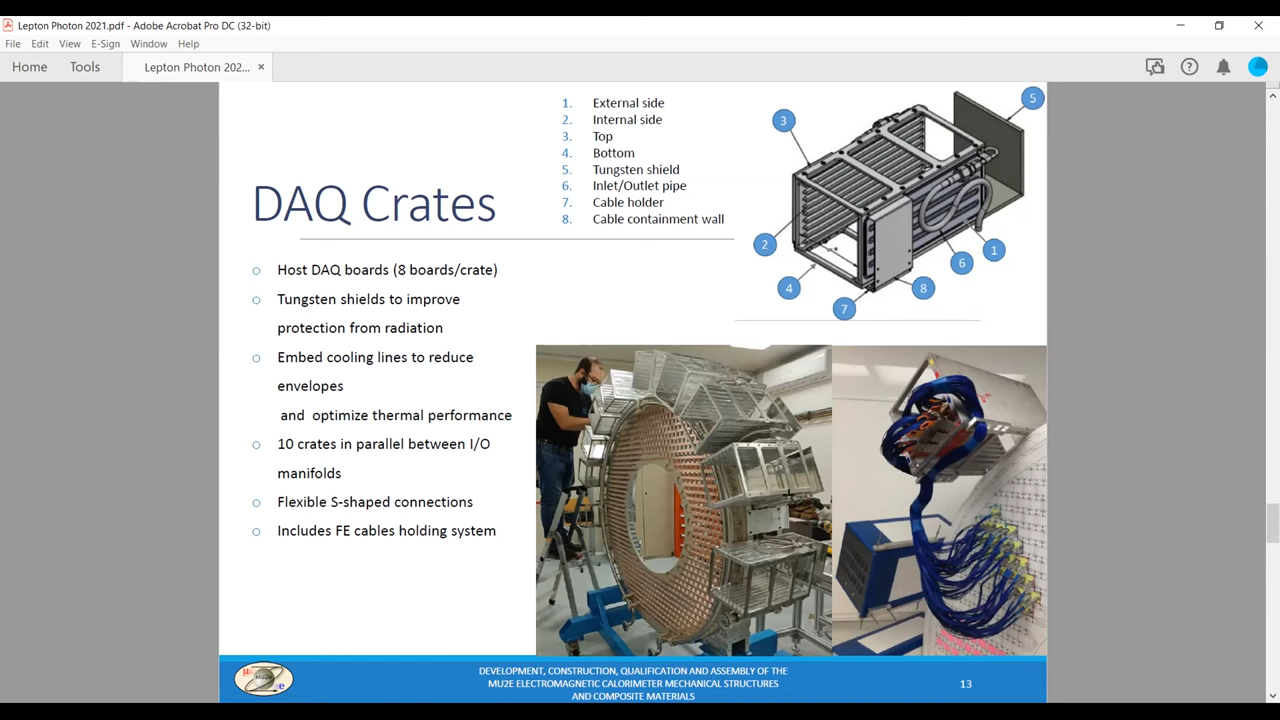 Lepton Photon 2021.pdf - Adobe Acrobat Pro DC (32-bit)
File Edit View E-Sign Window Help
Home Tools Lepton Photon 202... ×
1. External side
2. Internal side
3. Top
4. Bottom
5. Tungsten shield
6. Inlet/Outlet pipe
7. Cable holder
8. Cable containment wall
5
3
2
1
6
4
8
7
DAQ Crates
o Host DAQ boards (8 boards/crate)
o Tungsten shields to improve
protection from radiation
o Embed cooling lines to reduce
envelopes
and optimize thermal performance
o 10 crates in parallel between I/O
manifolds
o Flexible S-shaped connections
o Includes FE cables holding system
Mu2e
μ
e
DEVELOPMENT, CONSTRUCTION, QUALIFICATION AND ASSEMBLY OF THE
MU2E ELECTROMAGNETIC CALORIMETER MECHANICAL STRUCTURES
AND COMPOSITE MATERIALS
13